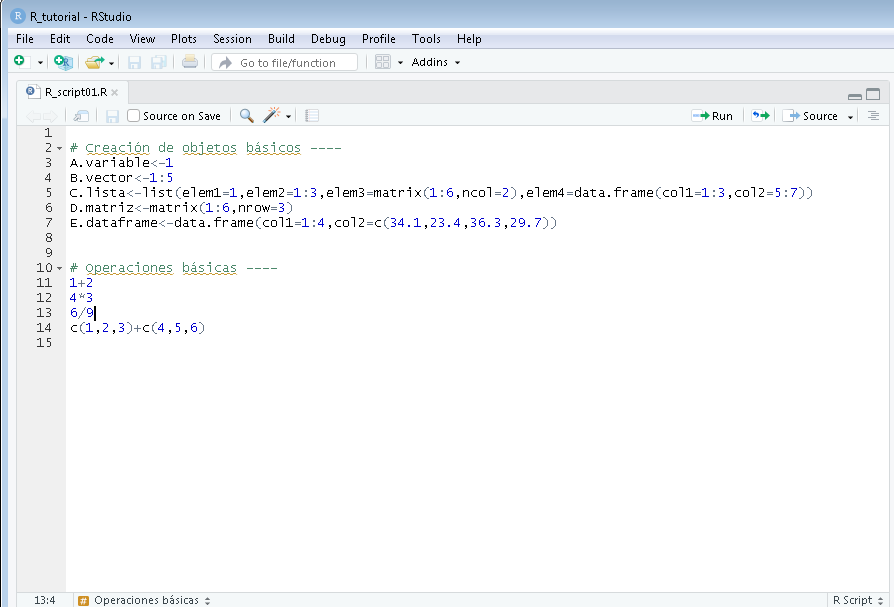 R_tutorial - RStudio
File Edit Code View Plots Session Build Debug Profile Tools Help
Go to file/function Addins
R_script01.R
Source on Save Run Source
1
2 # Creación de objetos básicos ----
3 A.variable<-1
4 B.vector<-1:5
5 C.lista<-list(elem1=1,elem2=1:3,elem3=matrix(1:6,ncol=2),elem4=data.frame(col1=1:3,col2=5:7))
6 D.matriz<-matrix(1:6,nrow=3)
7 E.dataframe<-data.frame(col1=1:4,col2=c(34.1,23.4,36.3,29.7))
8
9
10 # Operaciones básicas ----
11 1+2
12 4*3
13 6/9
14 c(1,2,3)+c(4,5,6)
15
13:4 # Operaciones básicas R Script